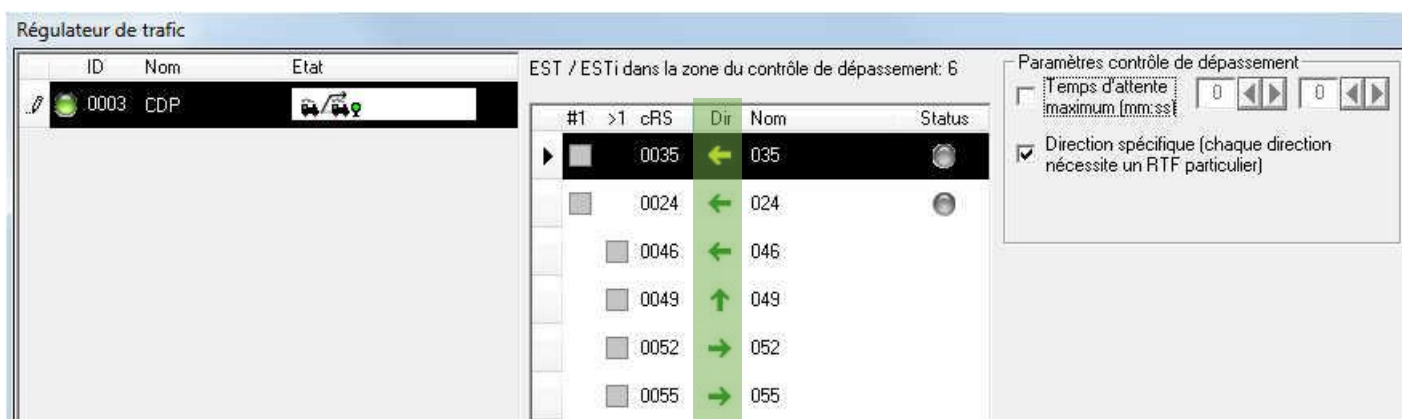 Régulateur de trafic
ID Nom Etat
0003 CDP
EST / ESTi dans la zone du contrôle de dépassement: 6
#1 >1 cRS Dir Nom Status
0035 035
0024 024
0046 046
0049 049
0052 052
0055 055
Paramètres contrôle de dépassement
Temps d'attente
maximum (mm:ss) 0 0
Direction spécifique (chaque direction
nécessite un RTF particulier)